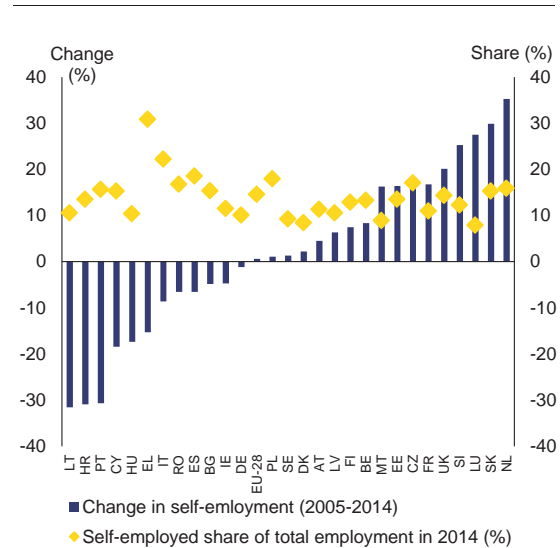 Change
(%)
Share (%)
40
30
20
10
0
-10
-20
-30
-40
40
30
20
10
0
-10
-20
-30
-40
LT
HR
PT
CY
HU
EL
IT
RO
ES
BG
IE
DE
EU-28
PL
SE
DK
AT
LV
FI
BE
MT
EE
CZ
FR
UK
SI
LU
SK
NL
Change in self-emloyment (2005-2014)
Self-employed share of total employment in 2014 (%)